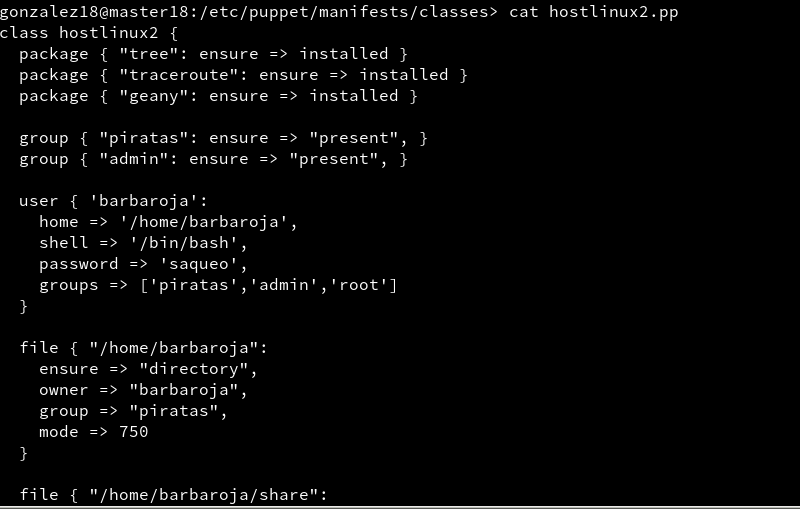 gonzalez18@master18:/etc/puppet/manifests/classes> cat hostlinux2.pp
class hostlinux2 {
  package { "tree": ensure => installed }
  package { "traceroute": ensure => installed }
  package { "geany": ensure => installed }

  group { "piratas": ensure => "present", }
  group { "admin": ensure => "present", }

  user { 'barbaroja':
    home => '/home/barbaroja',
    shell => '/bin/bash',
    password => 'saqueo',
    groups => ['piratas','admin','root']
  }

  file { "/home/barbaroja":
    ensure => "directory",
    owner => "barbaroja",
    group => "piratas",
    mode => 750
  }

  file { "/home/barbaroja/share":